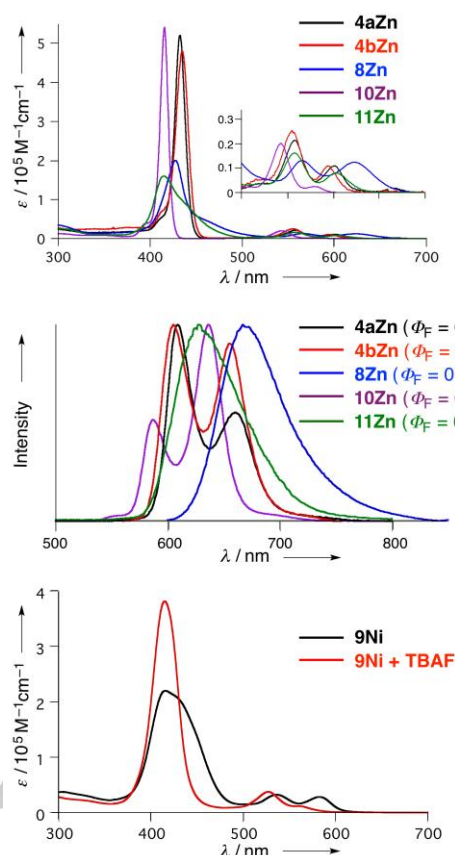 4aZn
4bZn
8Zn
10Zn
11Zn
ε / 10⁵ M⁻¹cm⁻¹
5
4
3
2
1
0
0.3
0.2
0.1
0
300 400 500 600 700
λ / nm
4aZn (Φ_F =
4bZn (Φ_F =
8Zn (Φ_F = 0
10Zn (Φ_F =
11Zn (Φ_F = 0
Intensity
500 600 700 800
λ / nm
9Ni
9Ni + TBAF
ε / 10⁵ M⁻¹cm⁻¹
4
3
2
1
0
300 400 500 600 700
λ / nm